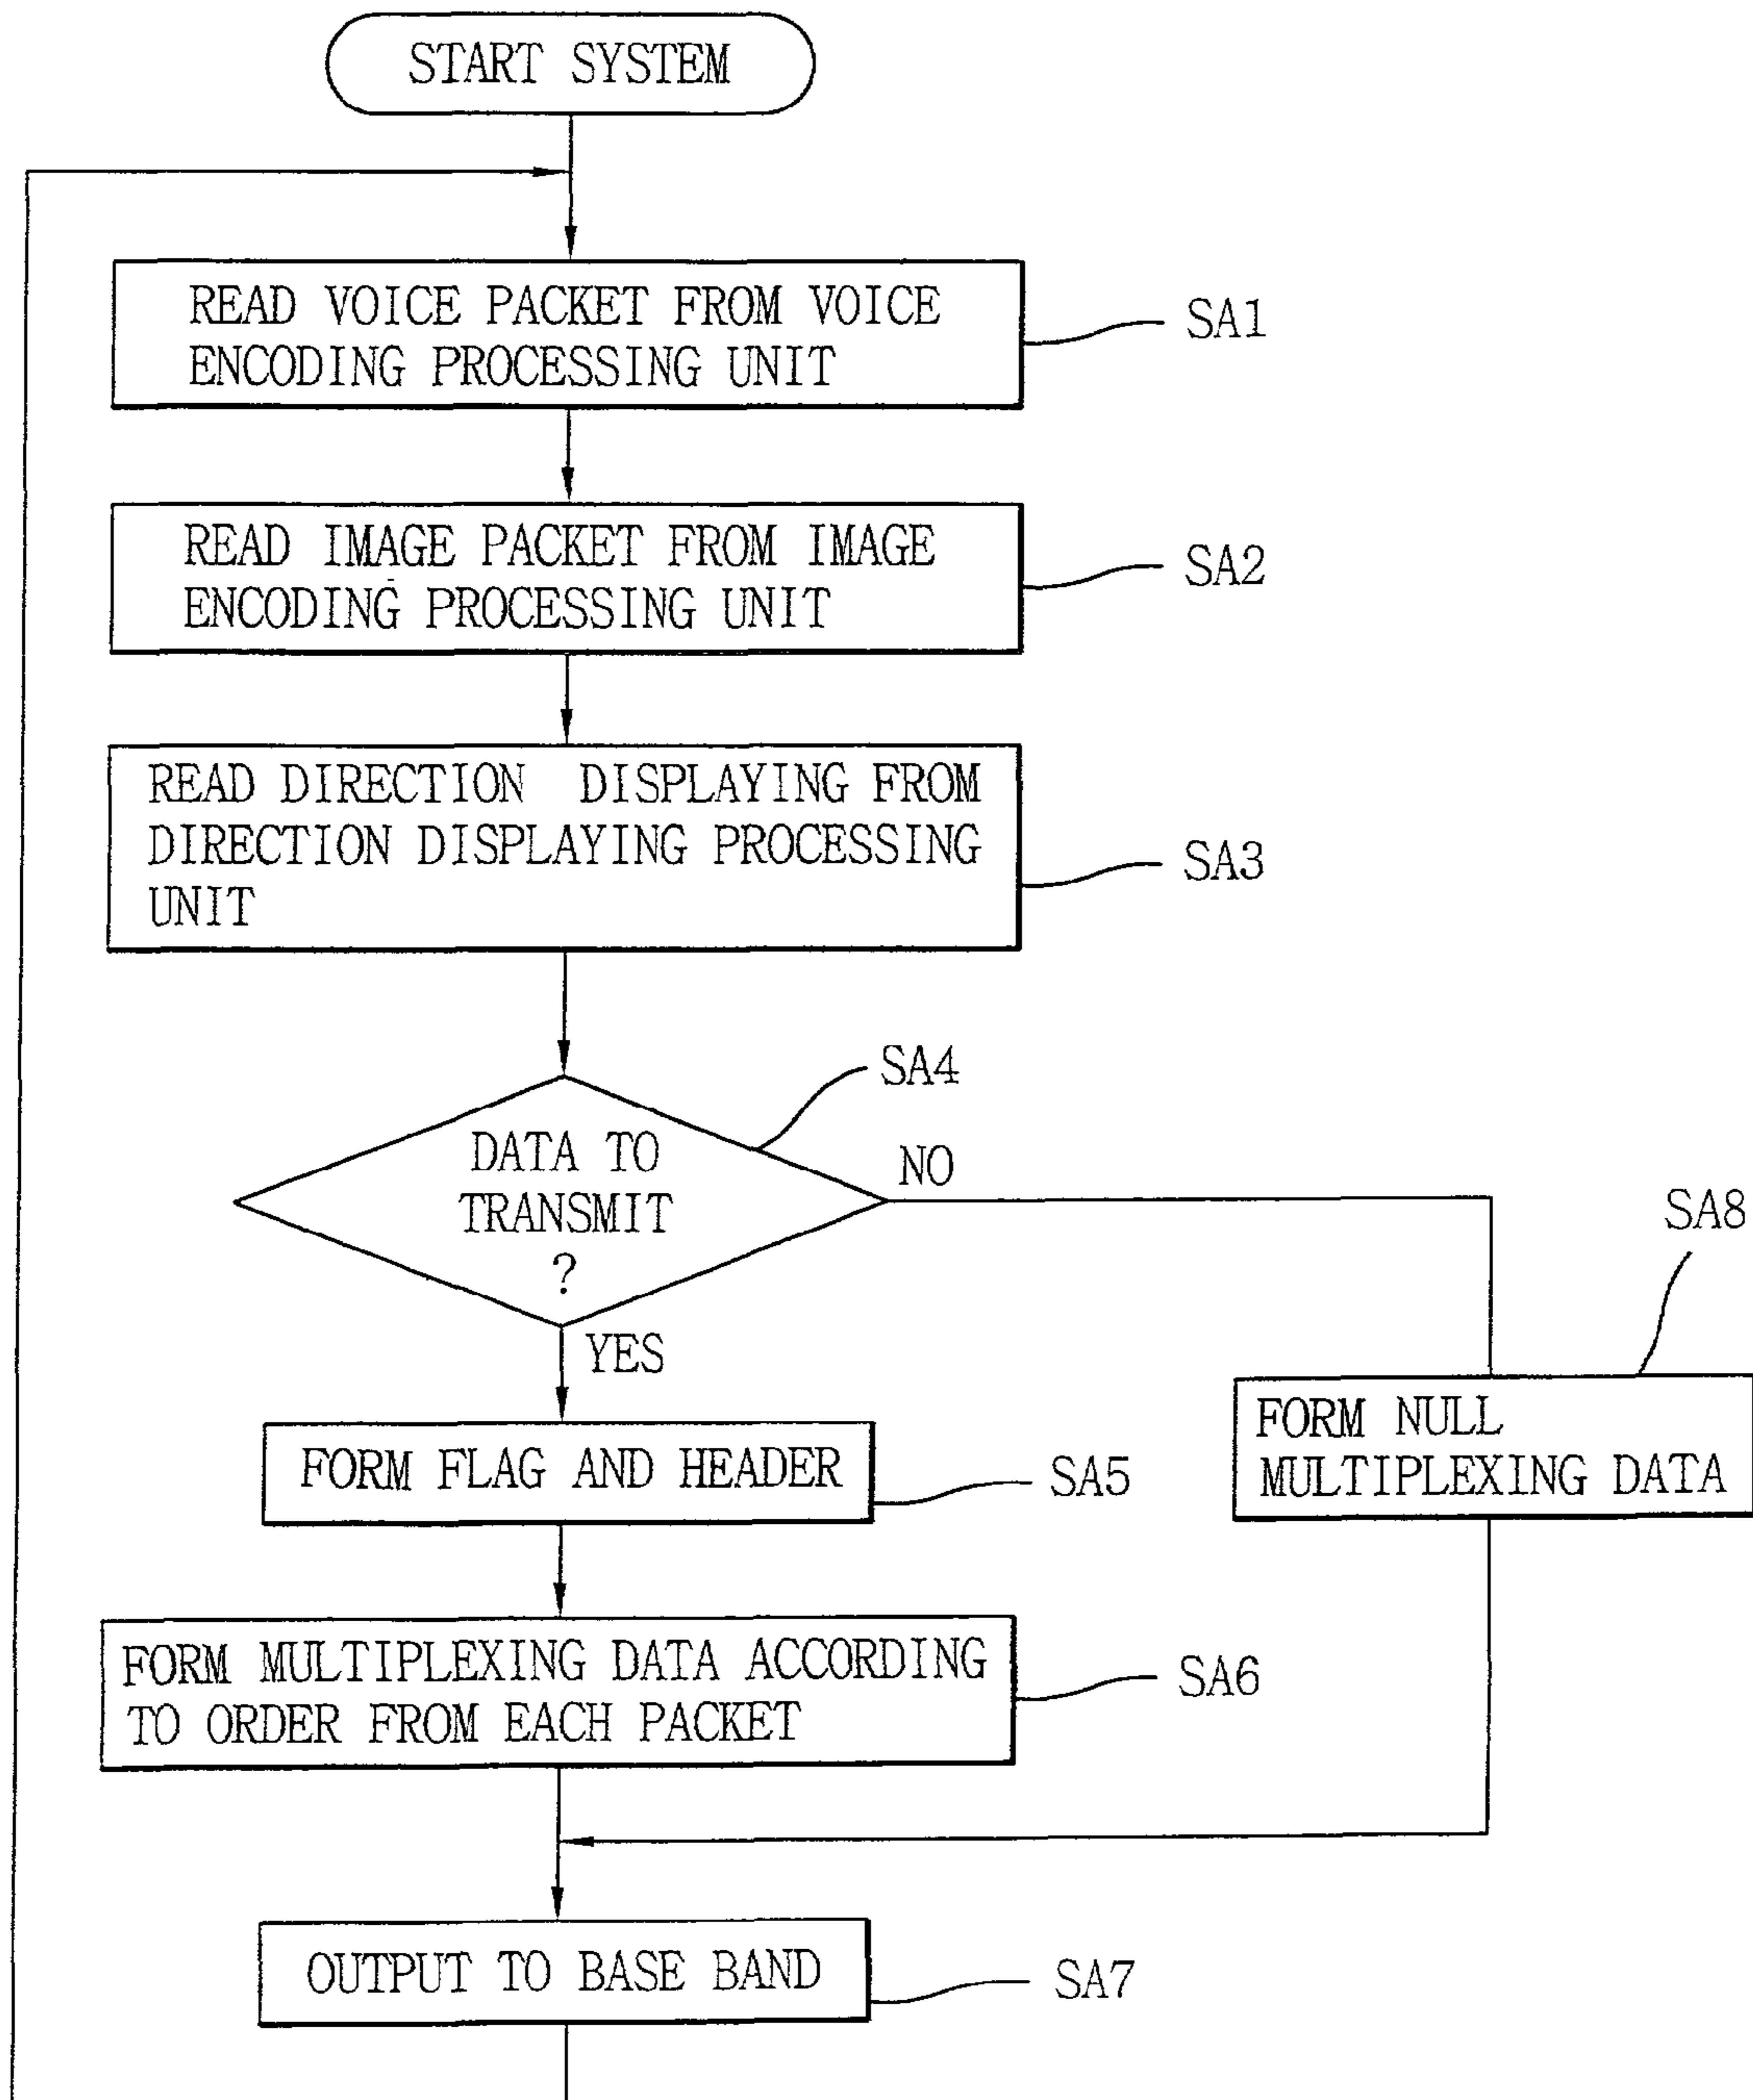 START SYSTEM
READ VOICE PACKET FROM VOICE
ENCODING PROCESSING UNIT
SA1
READ IMAGE PACKET FROM IMAGE
ENCODING PROCESSING UNIT
SA2
READ DIRECTION DISPLAYING FROM
DIRECTION DISPLAYING PROCESSING
UNIT
SA3
SA4
DATA TO
TRANSMIT
?
NO
YES
SA8
FORM NULL
MULTIPLEXING DATA
FORM FLAG AND HEADER
SA5
FORM MULTIPLEXING DATA ACCORDING
TO ORDER FROM EACH PACKET
SA6
OUTPUT TO BASE BAND
SA7